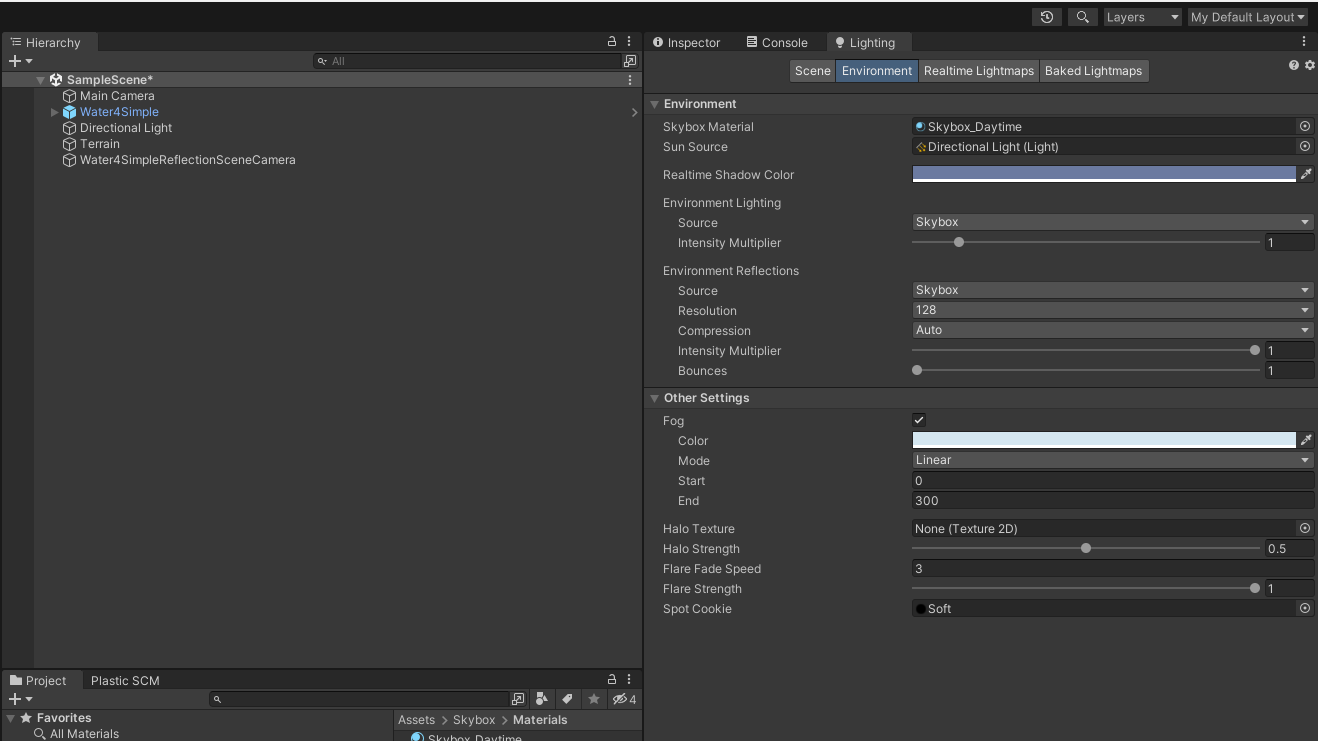 Layers
My Default Layout
Hierarchy
All
SampleScene*
Main Camera
Water4Simple
Directional Light
Terrain
Water4SimpleReflectionSceneCamera
Inspector
Console
Lighting
Scene
Environment
Realtime Lightmaps
Baked Lightmaps
Environment
Skybox Material Skybox_Daytime
Sun Source Directional Light (Light)
Realtime Shadow Color
Environment Lighting
Source Skybox
Intensity Multiplier 1
Environment Reflections
Source Skybox
Resolution 128
Compression Auto
Intensity Multiplier 1
Bounces 1
Other Settings
Fog
Color
Mode Linear
Start 0
End 300
Halo Texture None (Texture 2D)
Halo Strength 0.5
Flare Fade Speed 3
Flare Strength 1
Spot Cookie Soft
Project
Plastic SCM
4
Favorites
All Materials
Assets > Skybox > Materials
Skybox_Daytime